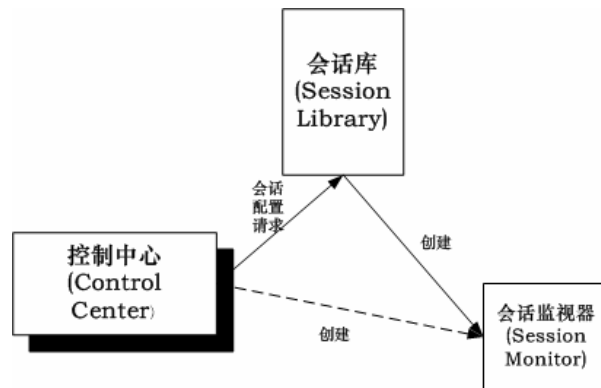 会话库
(Session
Library)
会话
配置
请求
控制中心
(Control
Center)
创建
创建
会话监视器
(Session
Monitor)